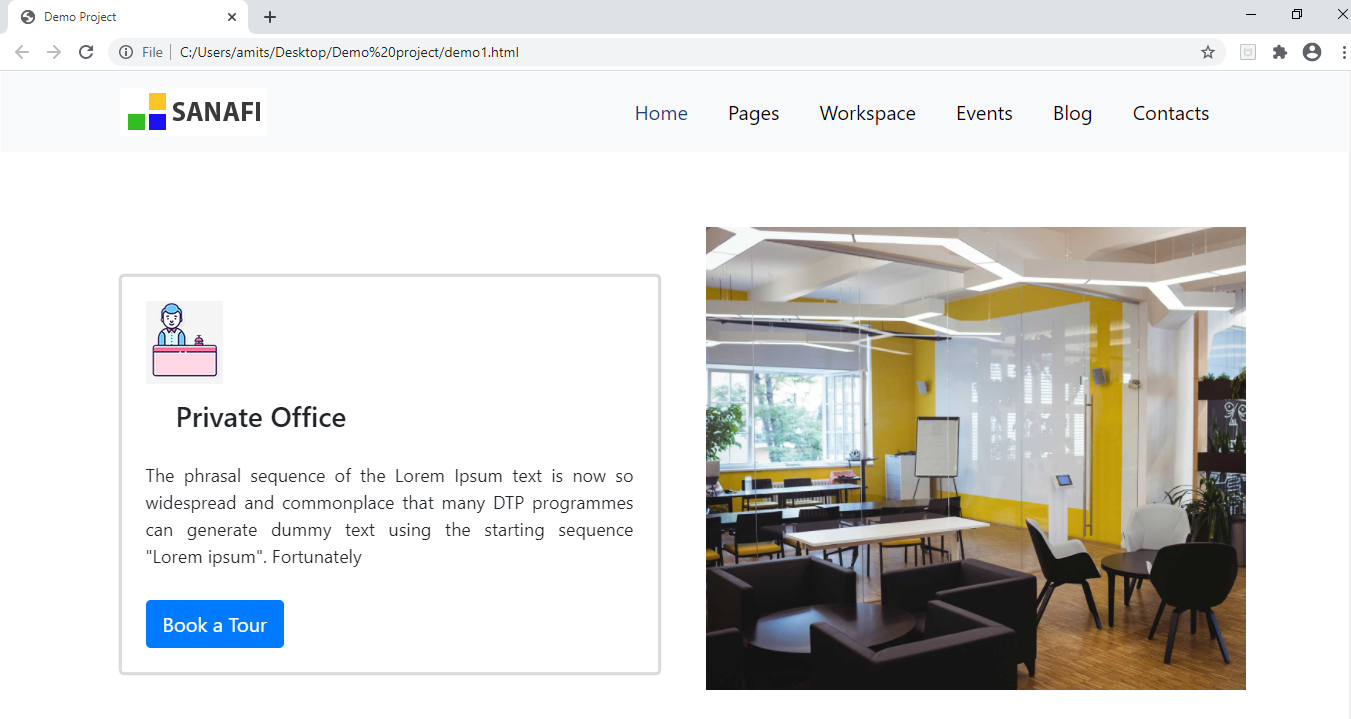 Demo Project
File
C:/Users/amits/Desktop/Demo%20project/demo1.html
SANAFI
Home Pages Workspace Events Blog Contacts
Private Office
The phrasal sequence of the Lorem Ipsum text is now so
widespread and commonplace that many DTP programmes
can generate dummy text using the starting sequence
"Lorem ipsum". Fortunately
Book a Tour